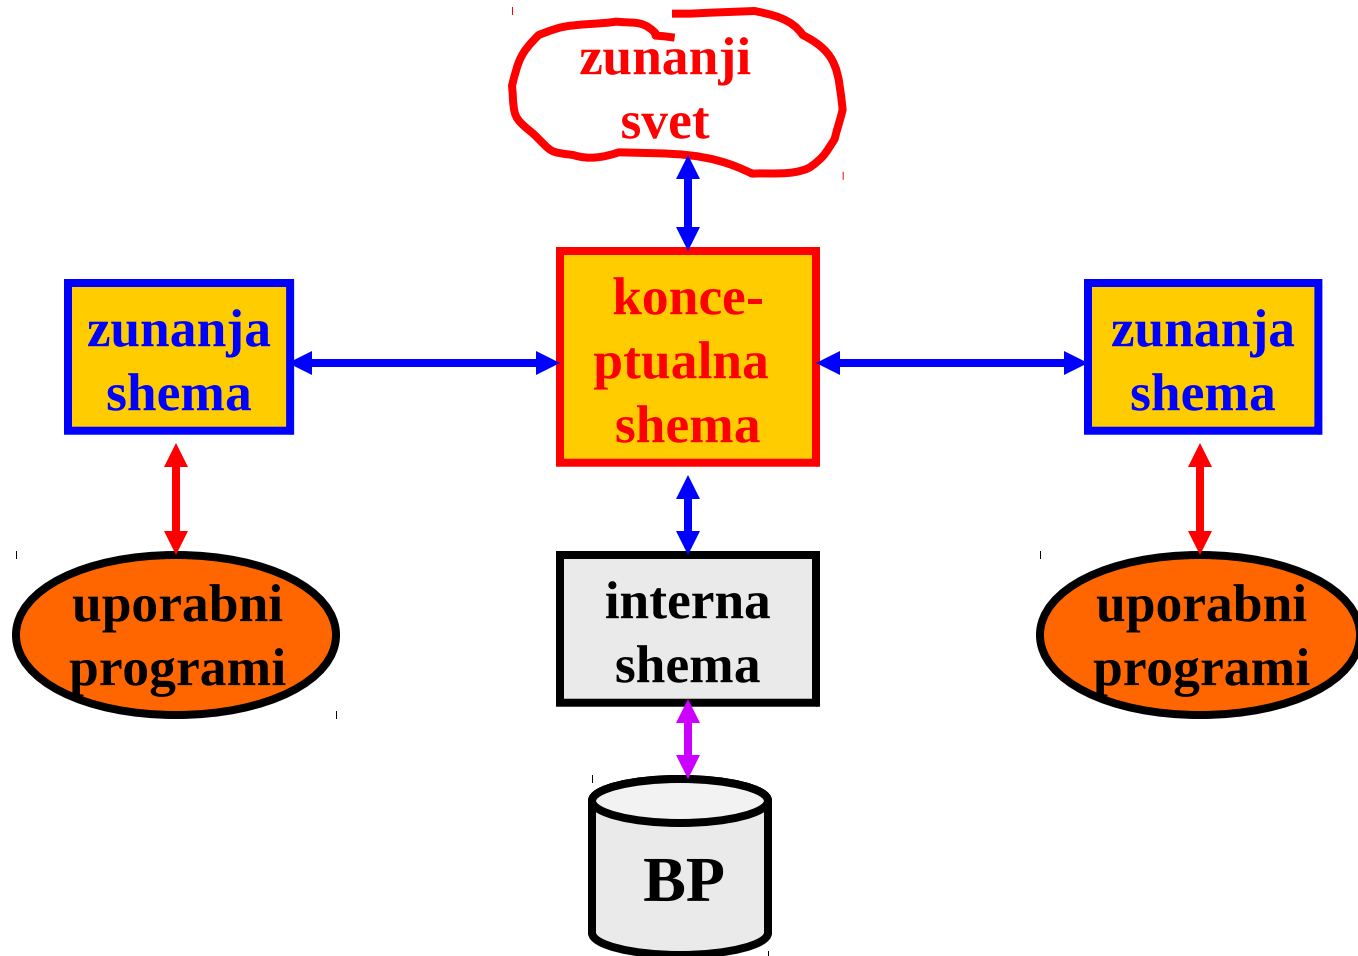 zunanji
svet
zunanja
shema
konce-
ptualna
shema
zunanja
shema
uporabni
programi
interna
shema
uporabni
programi
BP